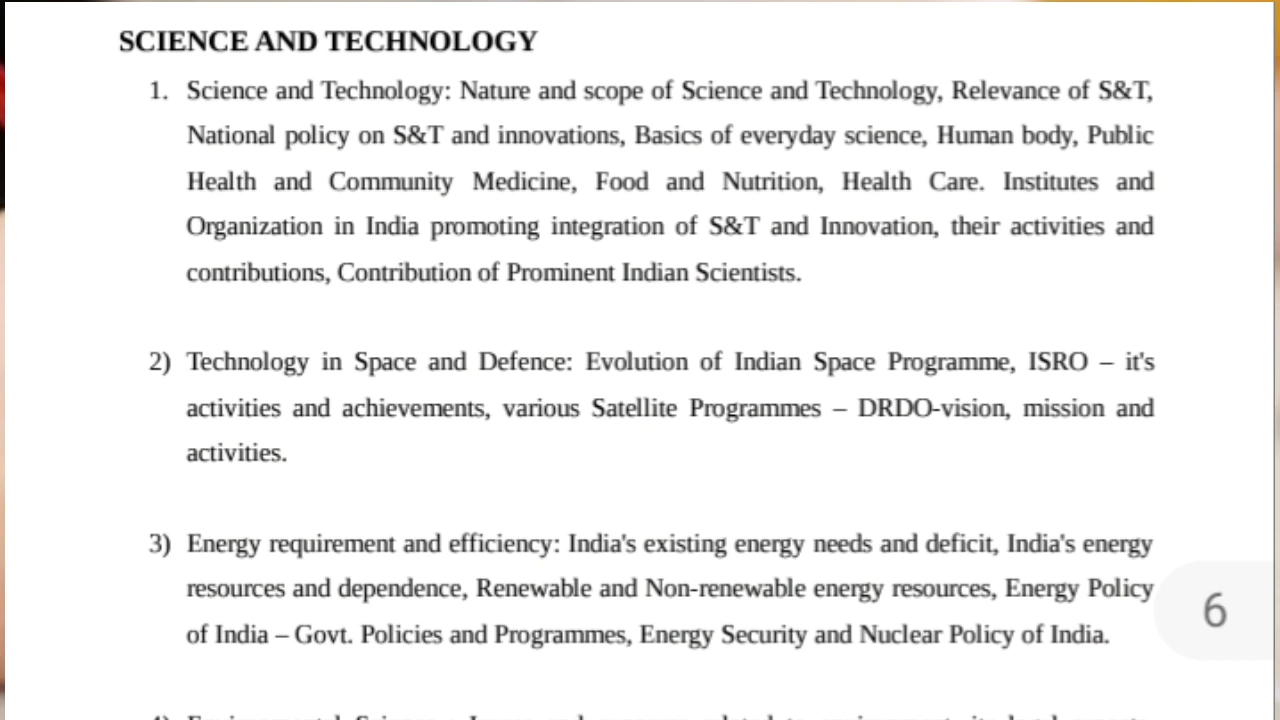 SCIENCE AND TECHNOLOGY
1. Science and Technology: Nature and scope of Science and Technology, Relevance of S&T,
National policy on S&T and innovations, Basics of everyday science, Human body, Public
Health and Community Medicine, Food and Nutrition, Health Care. Institutes and
Organization in India promoting integration of S&T and Innovation, their activities and
contributions, Contribution of Prominent Indian Scientists.
2) Technology in Space and Defence: Evolution of Indian Space Programme, ISRO – it's
activities and achievements, various Satellite Programmes – DRDO-vision, mission and
activities.
3) Energy requirement and efficiency: India's existing energy needs and deficit, India's energy
resources and dependence, Renewable and Non-renewable energy resources, Energy Policy
of India – Govt. Policies and Programmes, Energy Security and Nuclear Policy of India.
6